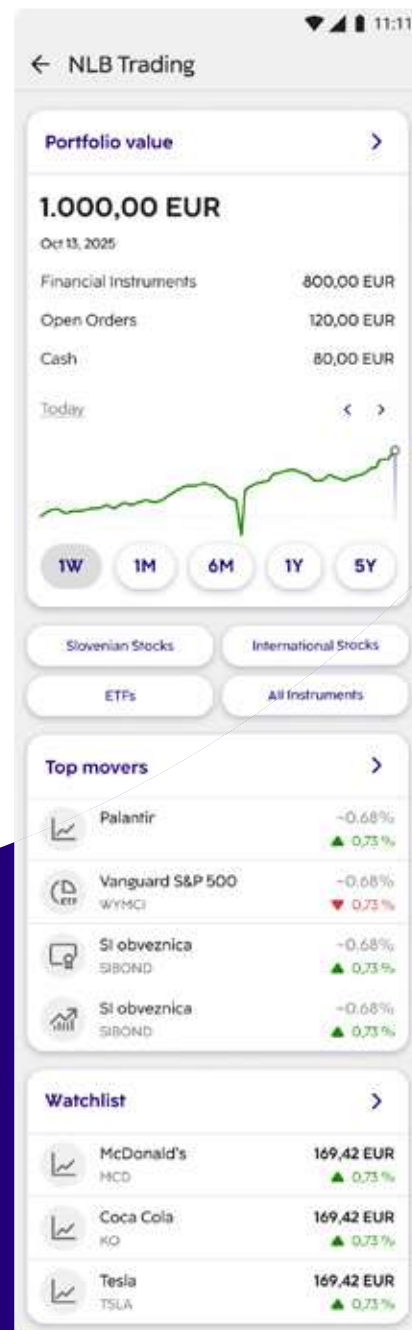 11:11
← NLB Trading
Portfolio value
1.000,00 EUR
Oct 13, 2025
Financial Instruments 800,00 EUR
Open Orders 120,00 EUR
Cash 80,00 EUR
Today
1W 1M 6M 1Y 5Y
Slovenian Stocks International Stocks
ETFs All Instruments
Top movers
Palantir ~0.68%
▲ 0,73 %
Vanguard S&P 500 ~0.68%
ETF WYMCI ▼ 0,73 %
SI obveznica ~0.68%
SIBOND ▲ 0,73 %
SI obveznica ~0.68%
SIBOND ▲ 0,73 %
Watchlist
McDonald's 169,42 EUR
MCD ▲ 0,73 %
Coca Cola 169,42 EUR
KO ▲ 0,73 %
Tesla 169,42 EUR
TSLA ▲ 0,73 %